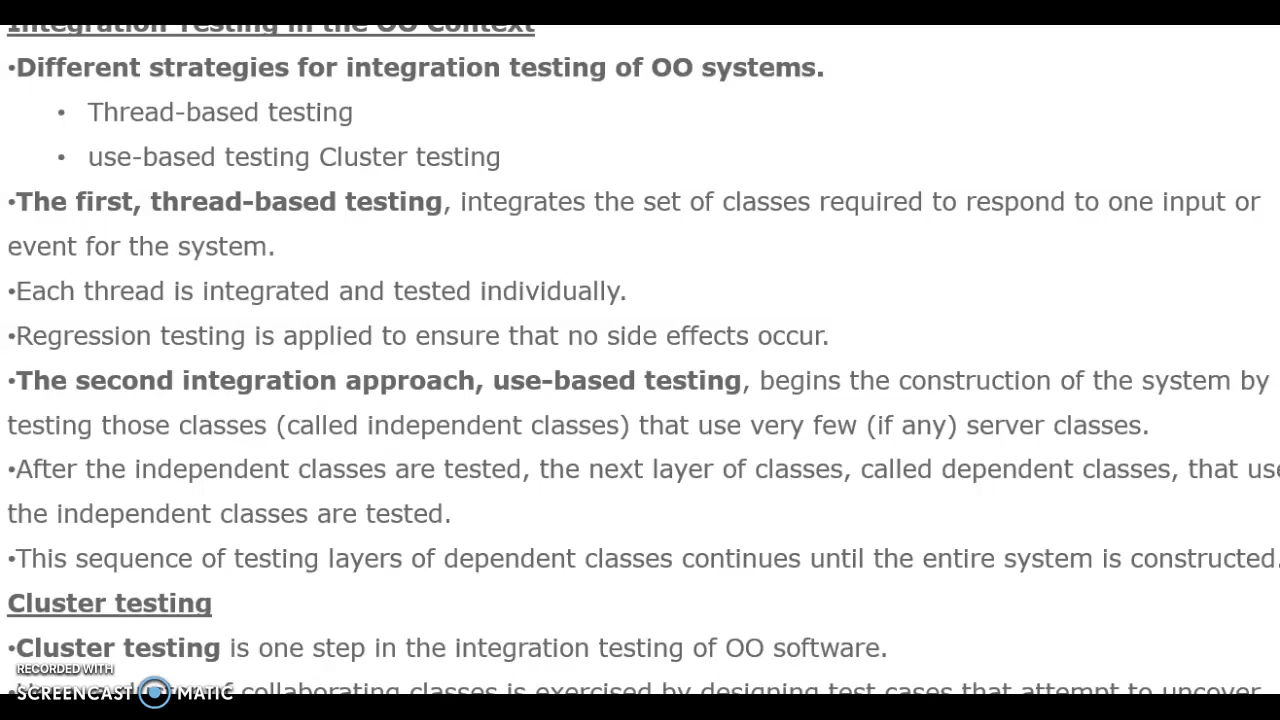 Integration Testing in the OO Context
•Different strategies for integration testing of OO systems.
• Thread-based testing
• use-based testing Cluster testing
•The first, thread-based testing, integrates the set of classes required to respond to one input or
event for the system.
•Each thread is integrated and tested individually.
•Regression testing is applied to ensure that no side effects occur.
•The second integration approach, use-based testing, begins the construction of the system by
testing those classes (called independent classes) that use very few (if any) server classes.
•After the independent classes are tested, the next layer of classes, called dependent classes, that use
the independent classes are tested.
•This sequence of testing layers of dependent classes continues until the entire system is constructed.
Cluster testing
•Cluster testing is one step in the integration testing of OO software.
RECORDED WITH
SCREENCAST MATIC
of collaborating classes is exercised by designing test cases that attempt to uncover